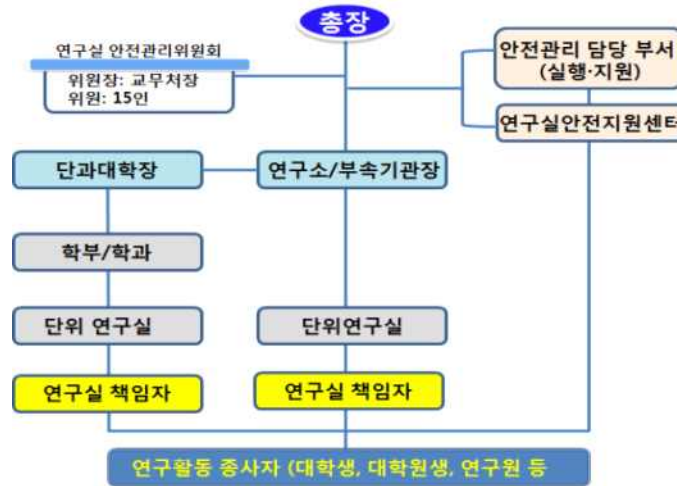 총장
연구실 안전관리위원회
위원장: 교무처장
위원: 15인
안전관리 담당 부서
(실행·지원)
연구실안전지원센터
단과대학장
연구소/부속기관장
학부/학과
단위 연구실
단위연구실
연구실 책임자
연구실 책임자
연구활동 종사자 (대학생, 대학원생, 연구원 등